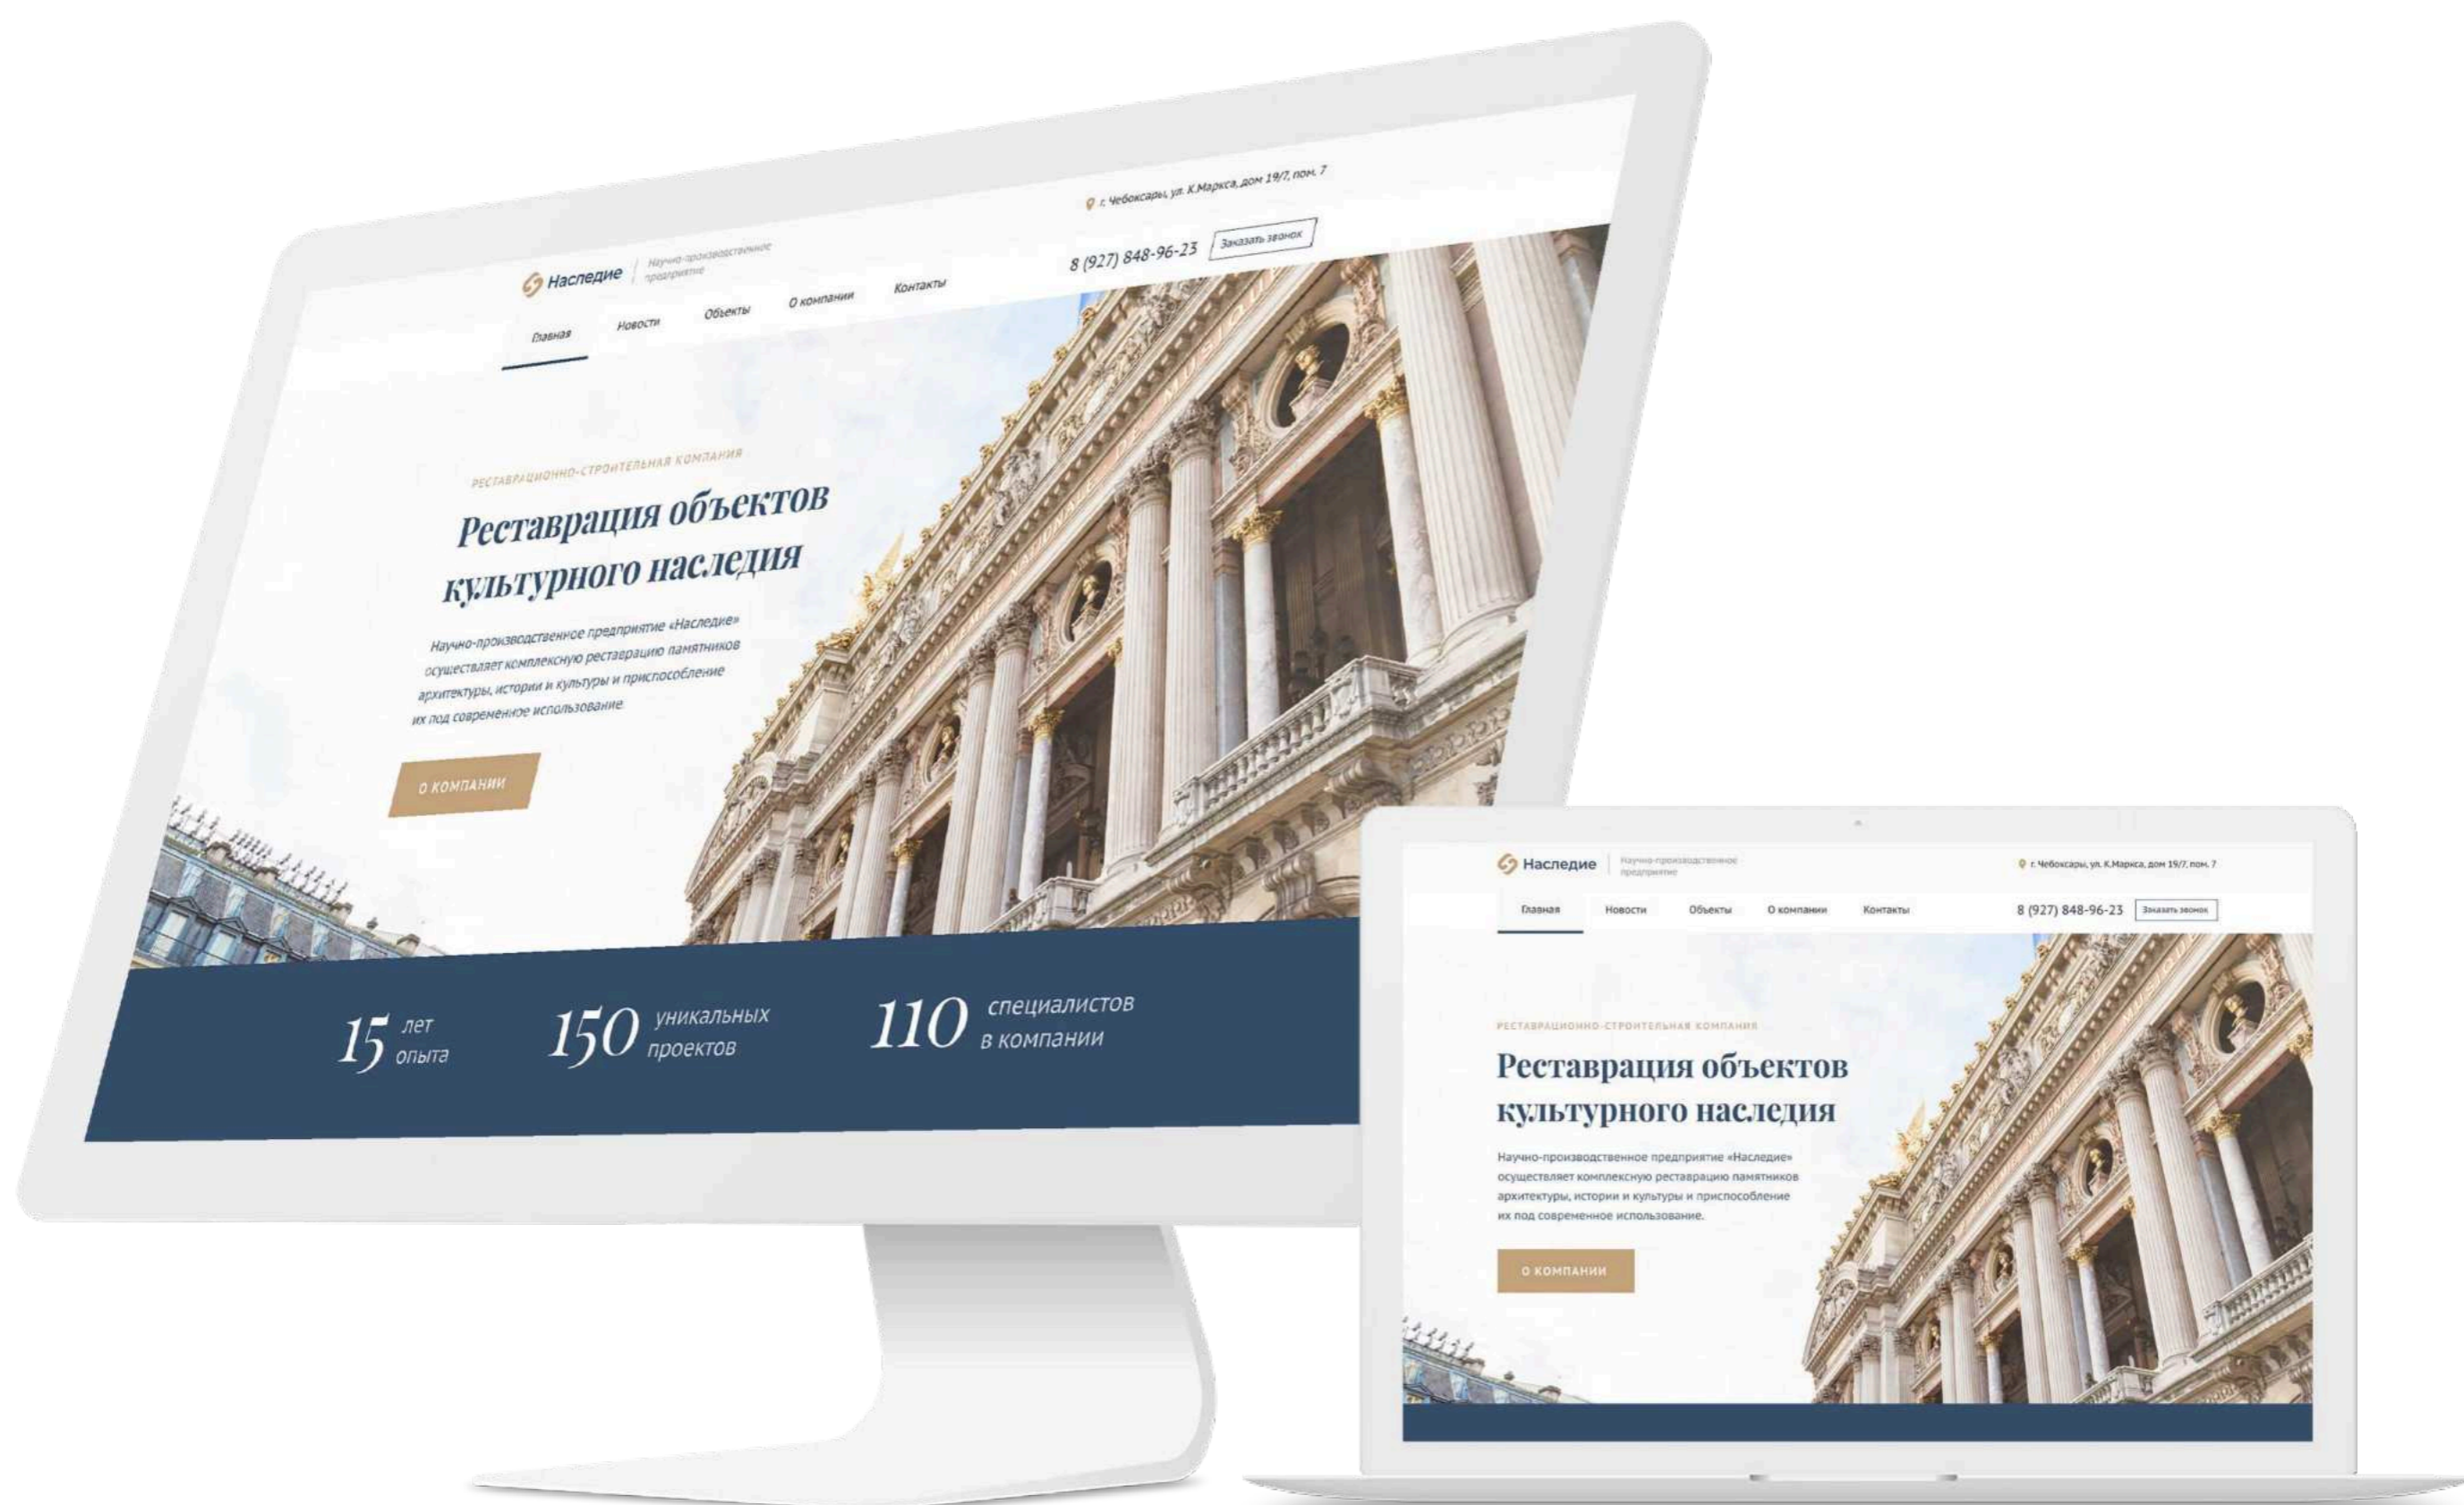 Наследие
Научно-производственное
предприятие
г. Чебоксары, ул. К.Маркса, дом 19/7, пом. 7
Главная
Новости
Объекты
О компании
Контакты
8 (927) 848-96-23
Заказать звонок
РЕСТАВРАЦИОННО-СТРОИТЕЛЬНАЯ КОМПАНИЯ
Реставрация объектов
культурного наследия
Научно-производственное предприятие «Наследие»
осуществляет комплексную реставрацию памятников
архитектуры, истории и культуры и приспособление
их под современное использование.
О КОМПАНИИ
15 лет
опыта
150 уникальных
проектов
110 специалистов
в компании
Наследие
Научно-производственное
предприятие
г. Чебоксары, ул. К.Маркса, дом 19/7, пом. 7
Главная
Новости
Объекты
О компании
Контакты
8 (927) 848-96-23
Заказать звонок
РЕСТАВРАЦИОННО-СТРОИТЕЛЬНАЯ КОМПАНИЯ
Реставрация объектов
культурного наследия
Научно-производственное предприятие «Наследие»
осуществляет комплексную реставрацию памятников
архитектуры, истории и культуры и приспособление
их под современное использование.
О КОМПАНИИ